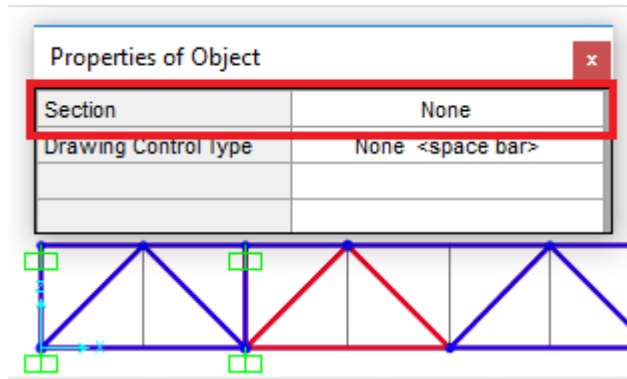 Properties of Object
x
Section None
Drawing Control Type None <space bar>
Z
X